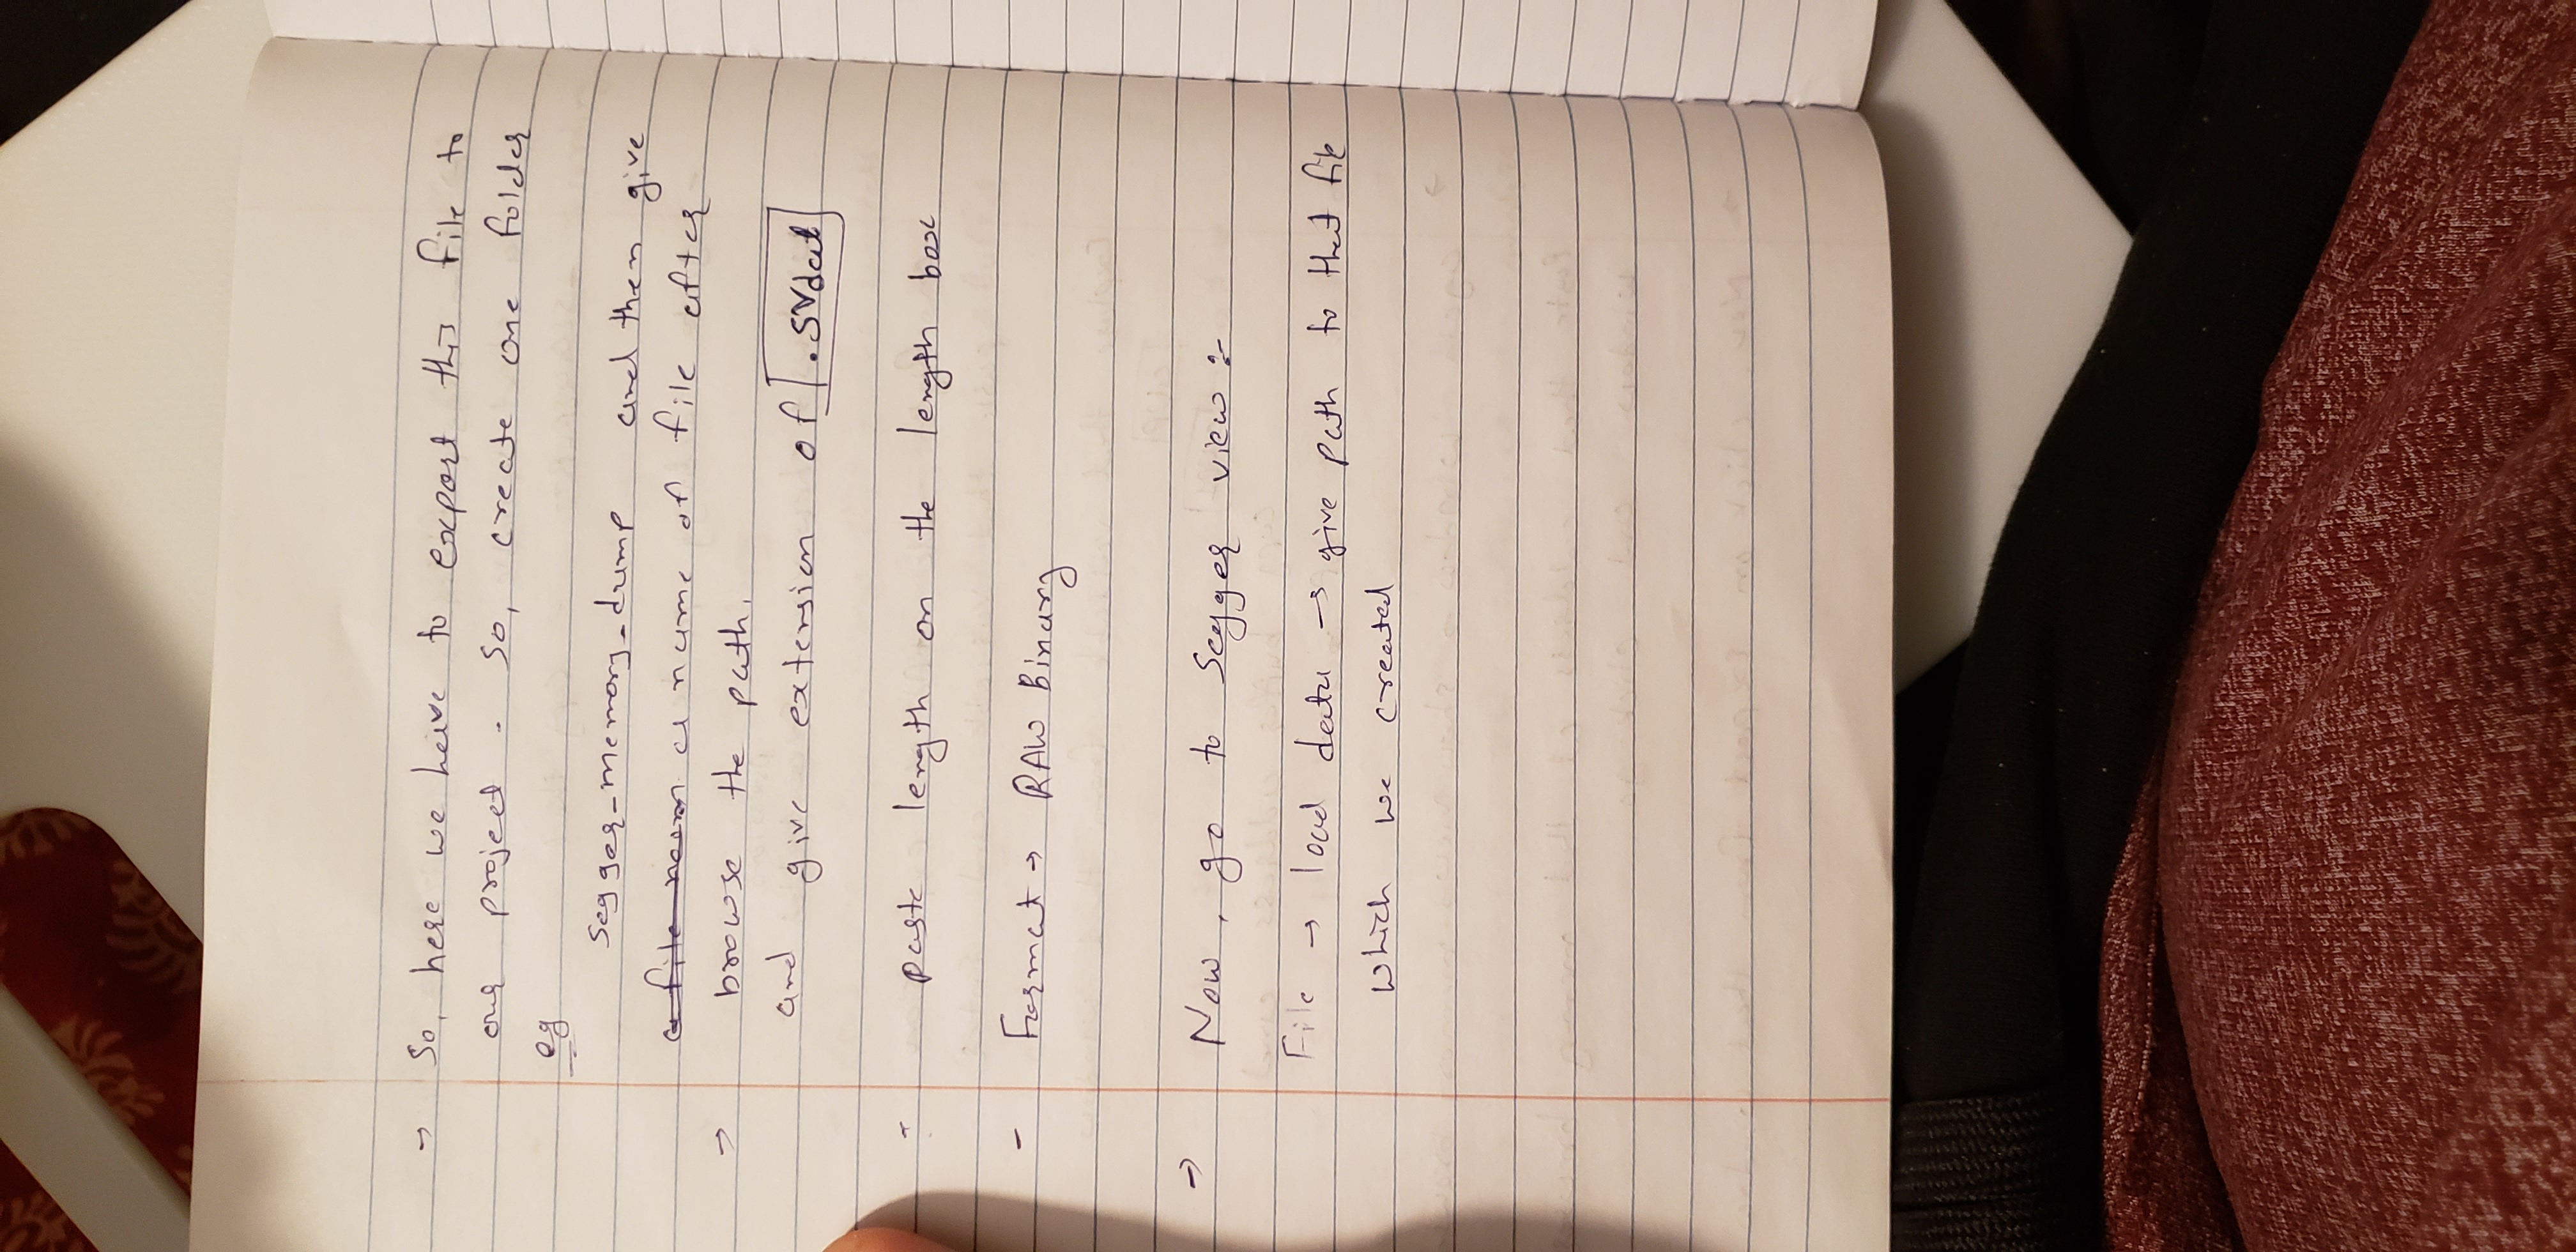 → So, here we have to export this file to
our project . So, create one folder
eg
Segger_memory_dump and then give
a file nam a name of file after
→ browse the path.
and give extension of .SVdat
- paste length on the length box
- Format → RAW Binary
→ Now, go to Segger view :-
File → load data → give path to that file
which we created